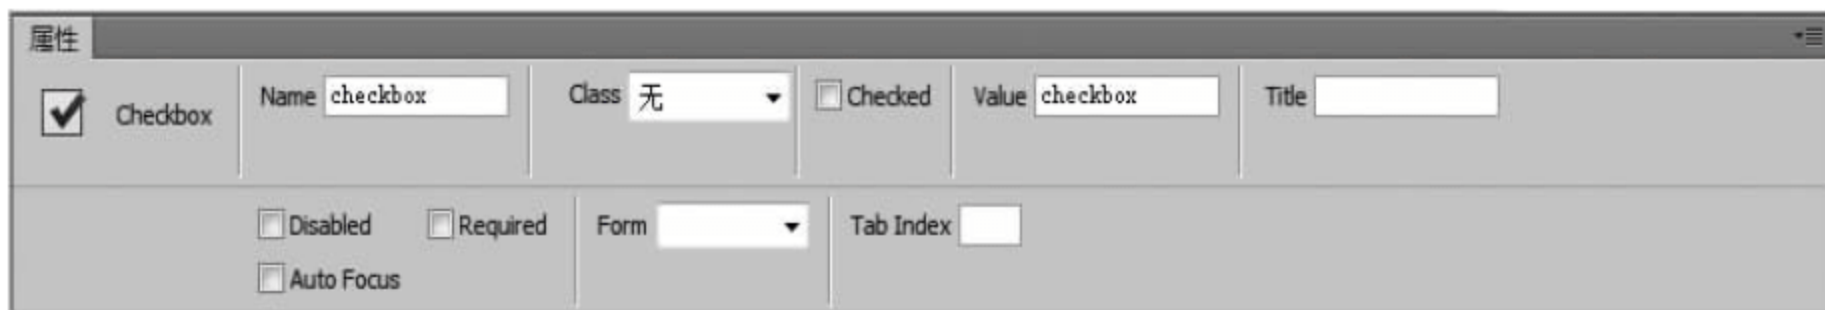 属性
Checkbox Name checkbox Class 无 Checked Value checkbox Title
Disabled Required Form Tab Index
Auto Focus